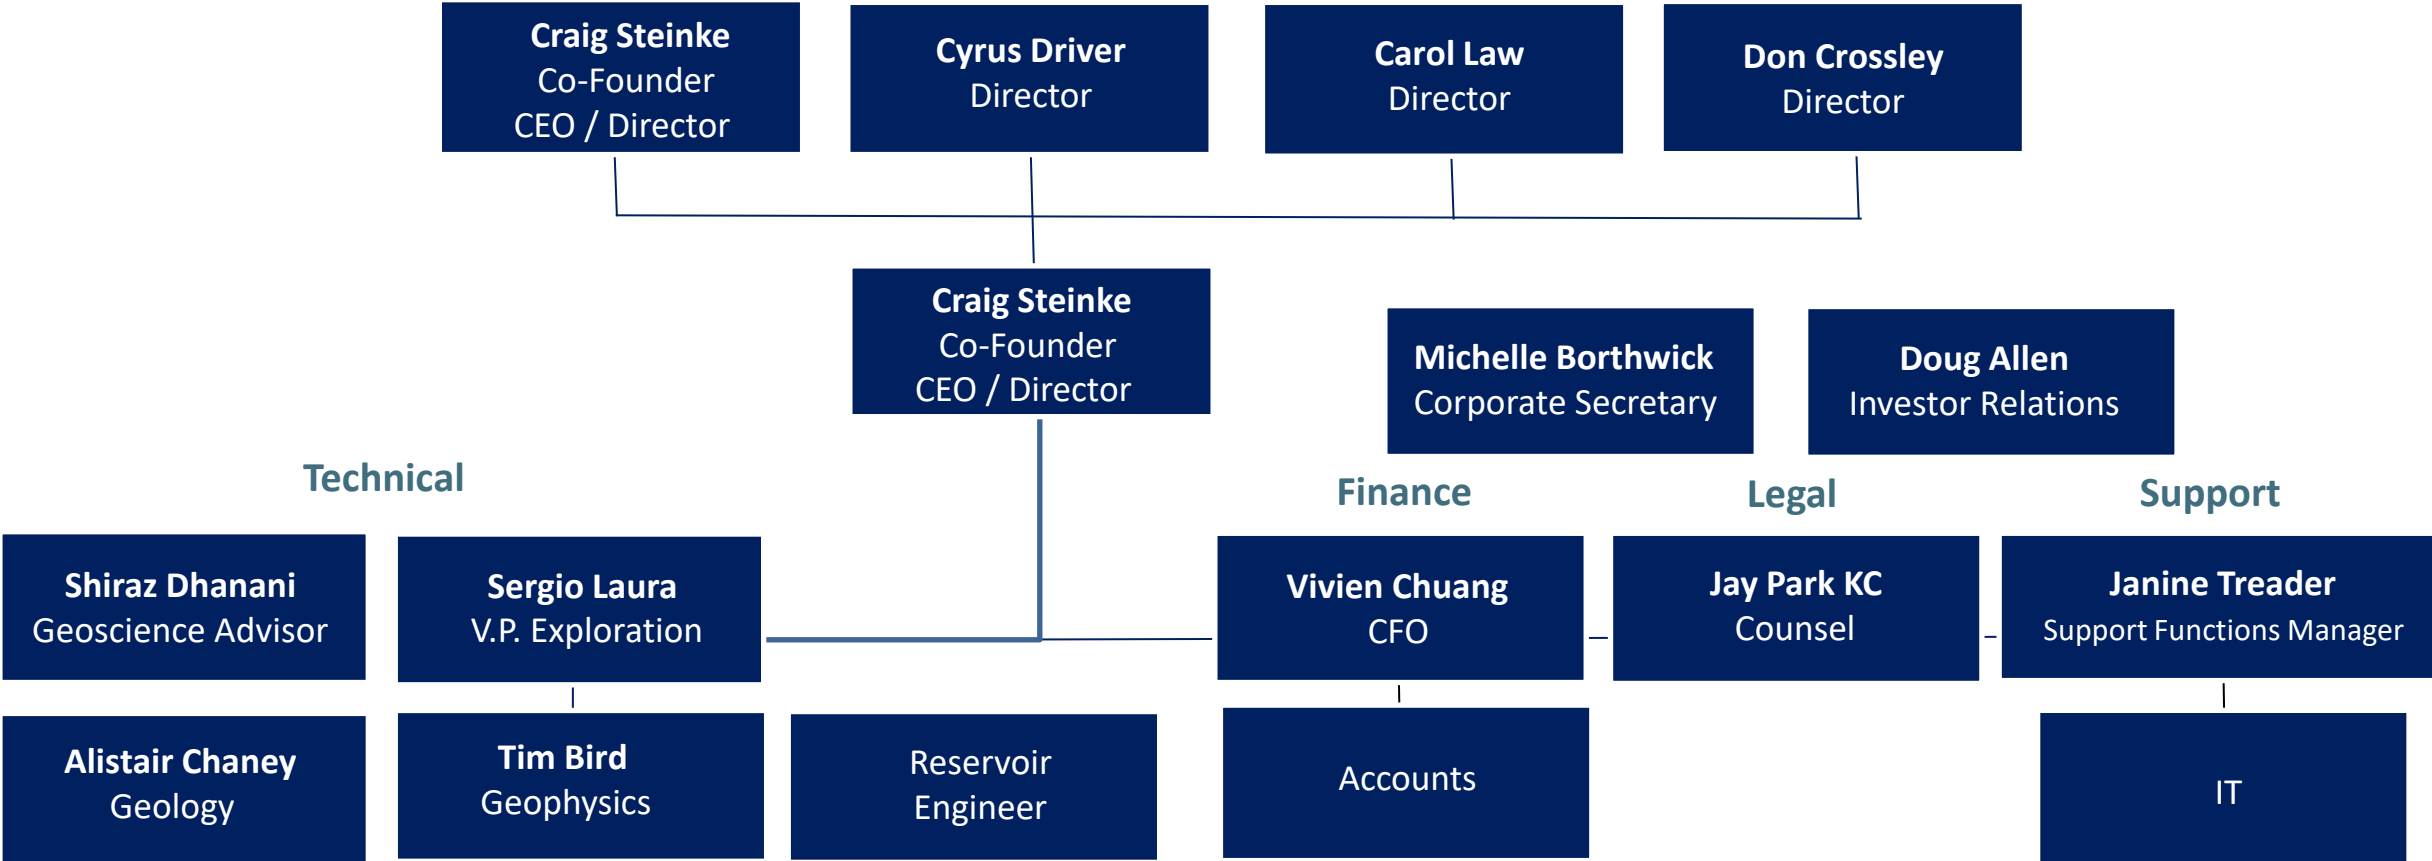 Craig Steinke
Co-Founder
CEO / Director
Cyrus Driver
Director
Carol Law
Director
Don Crossley
Director
Craig Steinke
Co-Founder
CEO / Director
Michelle Borthwick
Corporate Secretary
Doug Allen
Investor Relations
Technical
Finance
Legal
Support
Shiraz Dhanani
Geoscience Advisor
Sergio Laura
V.P. Exploration
Vivien Chuang
CFO
Jay Park KC
Counsel
Janine Treader
Support Functions Manager
Alistair Chaney
Geology
Tim Bird
Geophysics
Reservoir
Engineer
Accounts
IT